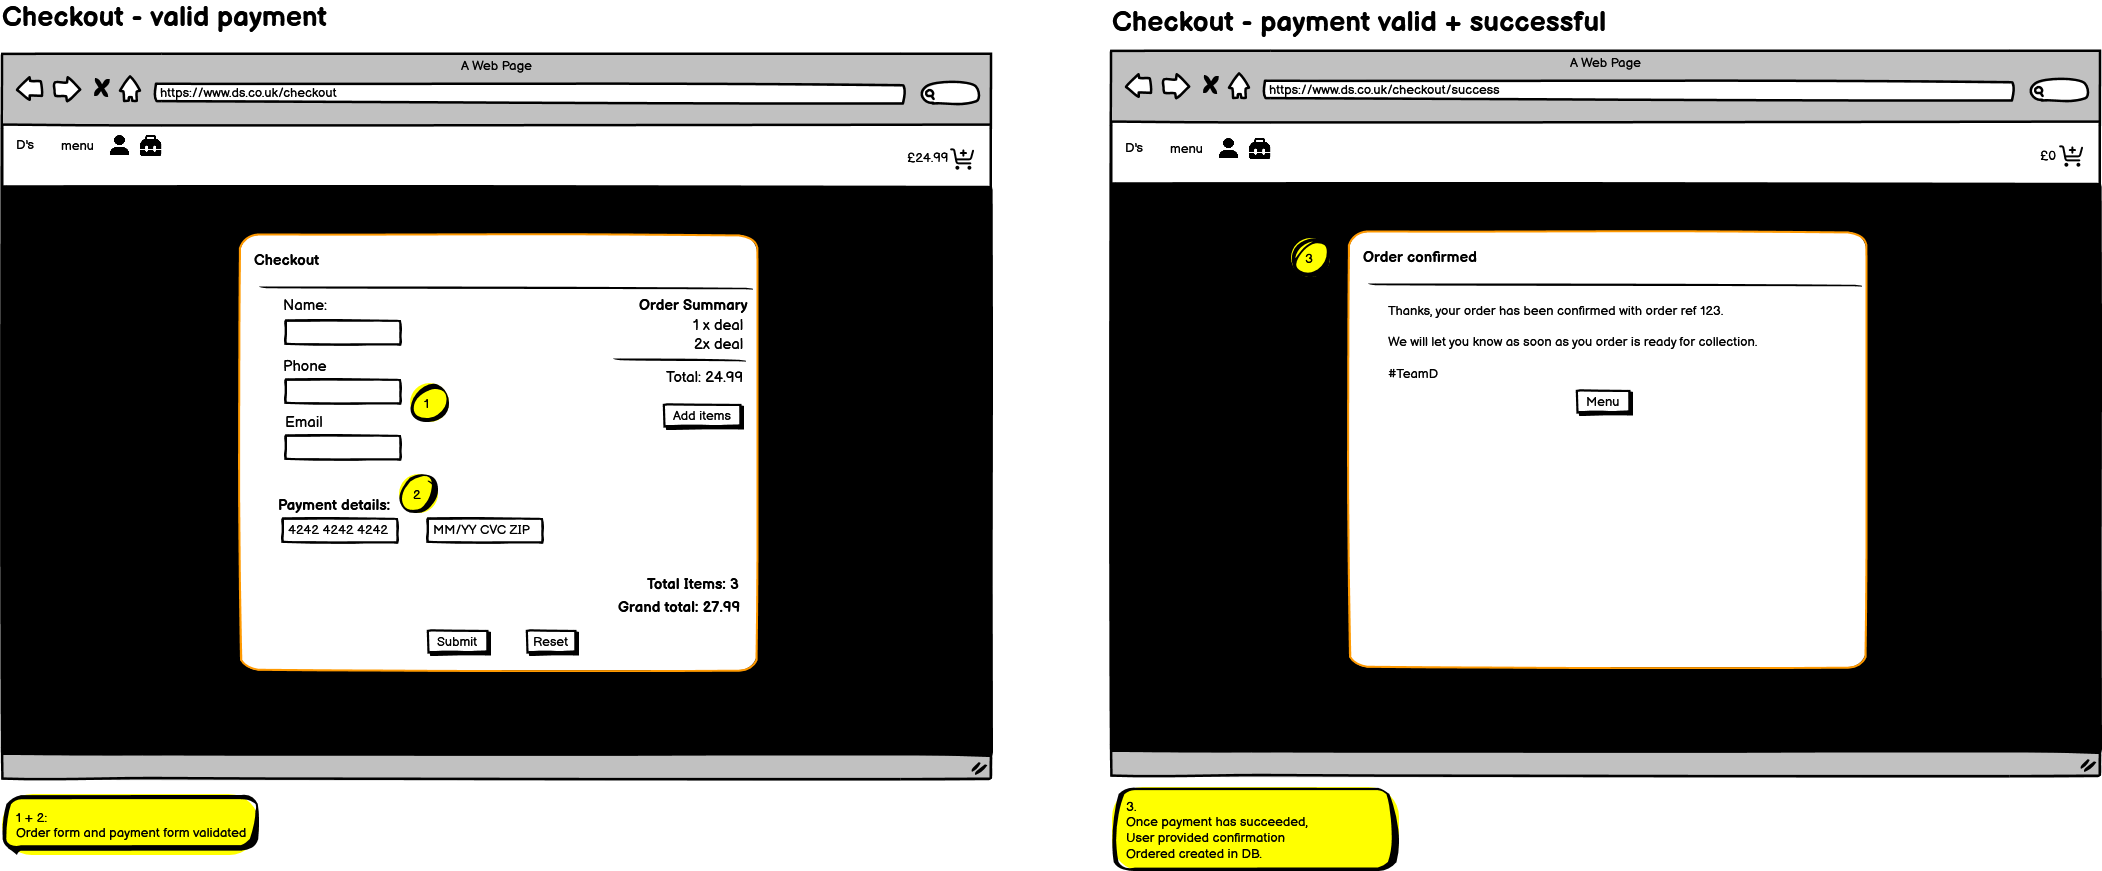 Checkout - valid payment
A Web Page
https://www.ds.co.uk/checkout
D's
menu
£24.99
Checkout
Name:
Phone
1
Email
2
Payment details:
4242 4242 4242
MM/YY CVC ZIP
Order Summary
1 x deal
2x deal
Total: 24.99
Add items
Total Items: 3
Grand total: 27.99
Submit
Reset
1 + 2:
Order form and payment form validated
Checkout - payment valid + successful
A Web Page
https://www.ds.co.uk/checkout/success
D's
menu
£0
3
Order confirmed
Thanks, your order has been confirmed with order ref 123.
We will let you know as soon as you order is ready for collection.
#TeamD
Menu
3.
Once payment has succeeded,
User provided confirmation
Ordered created in DB.